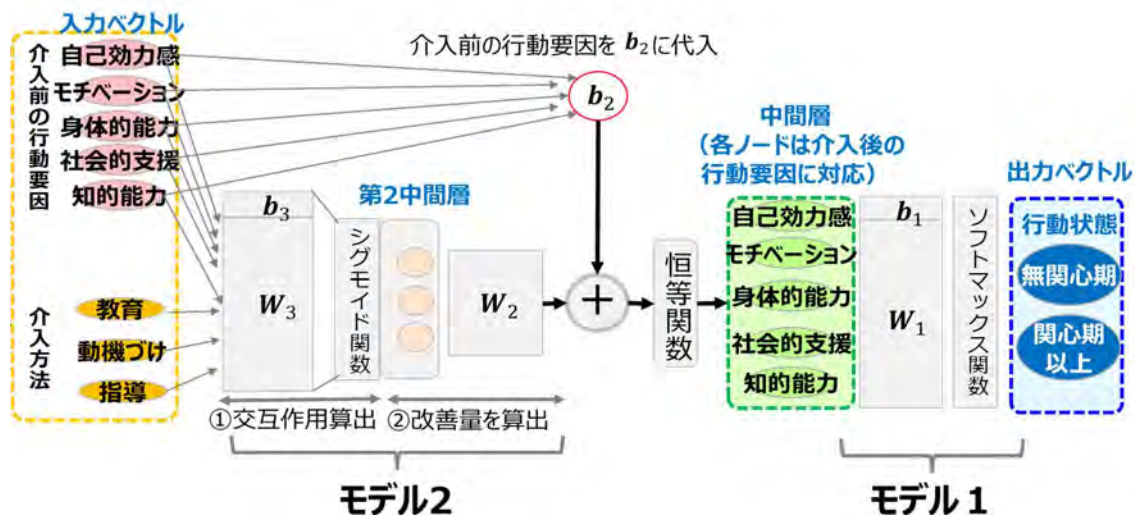 入力ベクトル
介入前の行動要因
自己効力感
モチベーション
身体的能力
社会的支援
知的能力
介入方法
教育
動機づけ
指導
介入前の行動要因を b₂ に代入
b₂
b₃
W₃
シグモイド関数
第2中間層
W₂
+
恒等関数
①交互作用算出
②改善量を算出
モデル2
中間層
(各ノードは介入後の
行動要因に対応)
自己効力感
モチベーション
身体的能力
社会的支援
知的能力
b₁
W₁
ソフトマックス関数
出力ベクトル
行動状態
無関心期
関心期
以上
モデル 1